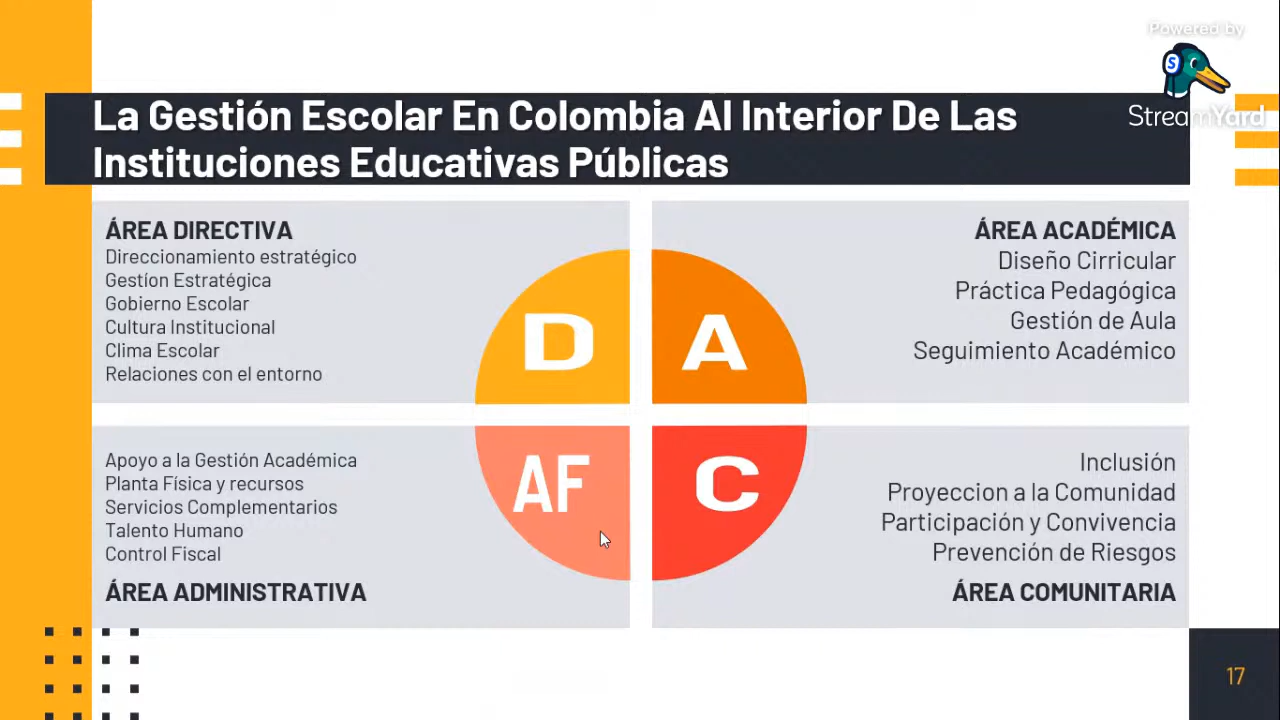 Powered by
StreamYard
La Gestión Escolar En Colombia Al Interior De Las
Instituciones Educativas Públicas
ÁREA DIRECTIVA
Direccionamiento estratégico
Gestíon Estratégica
Gobierno Escolar
Cultura Institucional
Clima Escolar
Relaciones con el entorno
D
A
ÁREA ACADÉMICA
Diseño Cirricular
Práctica Pedagógica
Gestión de Aula
Seguimiento Académico
Apoyo a la Gestión Académica
Planta Física y recursos
Servicios Complementarios
Talento Humano
Control Fiscal
ÁREA ADMINISTRATIVA
AF
C
Inclusión
Proyeccion a la Comunidad
Participación y Convivencia
Prevención de Riesgos
ÁREA COMUNITARIA
17